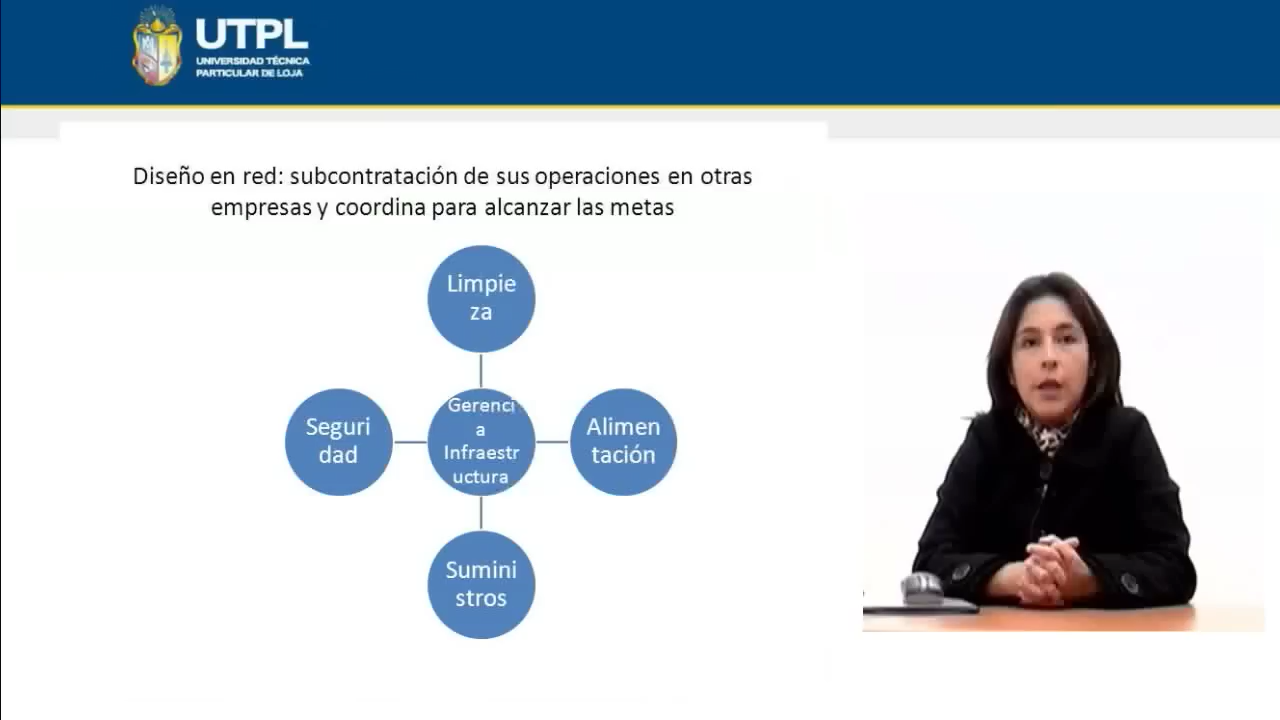 UTPL
UNIVERSIDAD TÉCNICA
PARTICULAR DE LOJA
Diseño en red: subcontratación de sus operaciones en otras
empresas y coordina para alcanzar las metas
Limpie
za
Seguri
dad
Gerenci
a
Infraestr
uctura
Alimen
tación
Sumini
stros